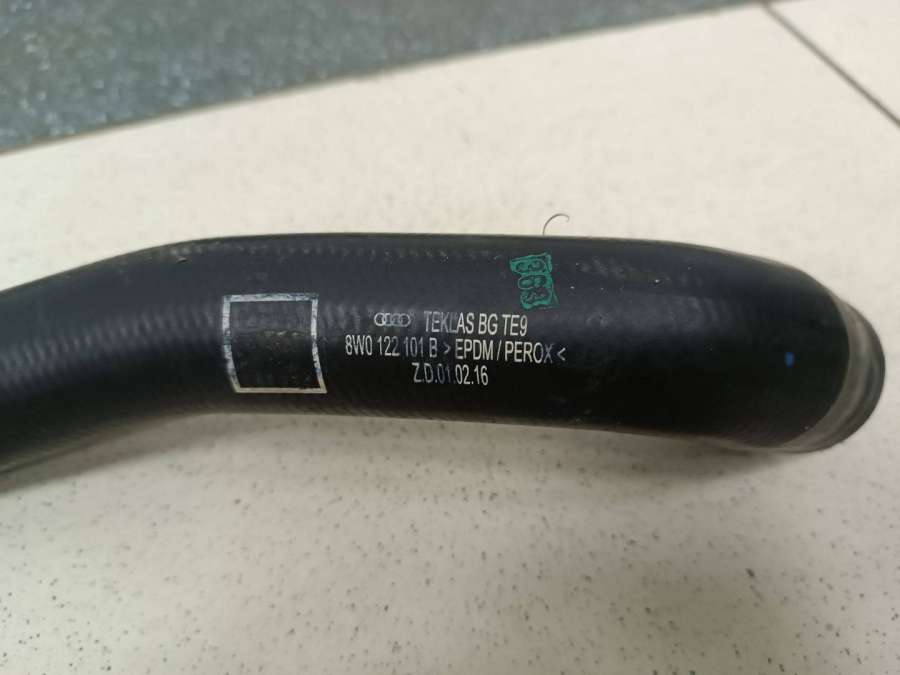 TEKLAS BG TE9
8W0 122 101 B > EPDM / PEROX <
Z.D.01.02.16